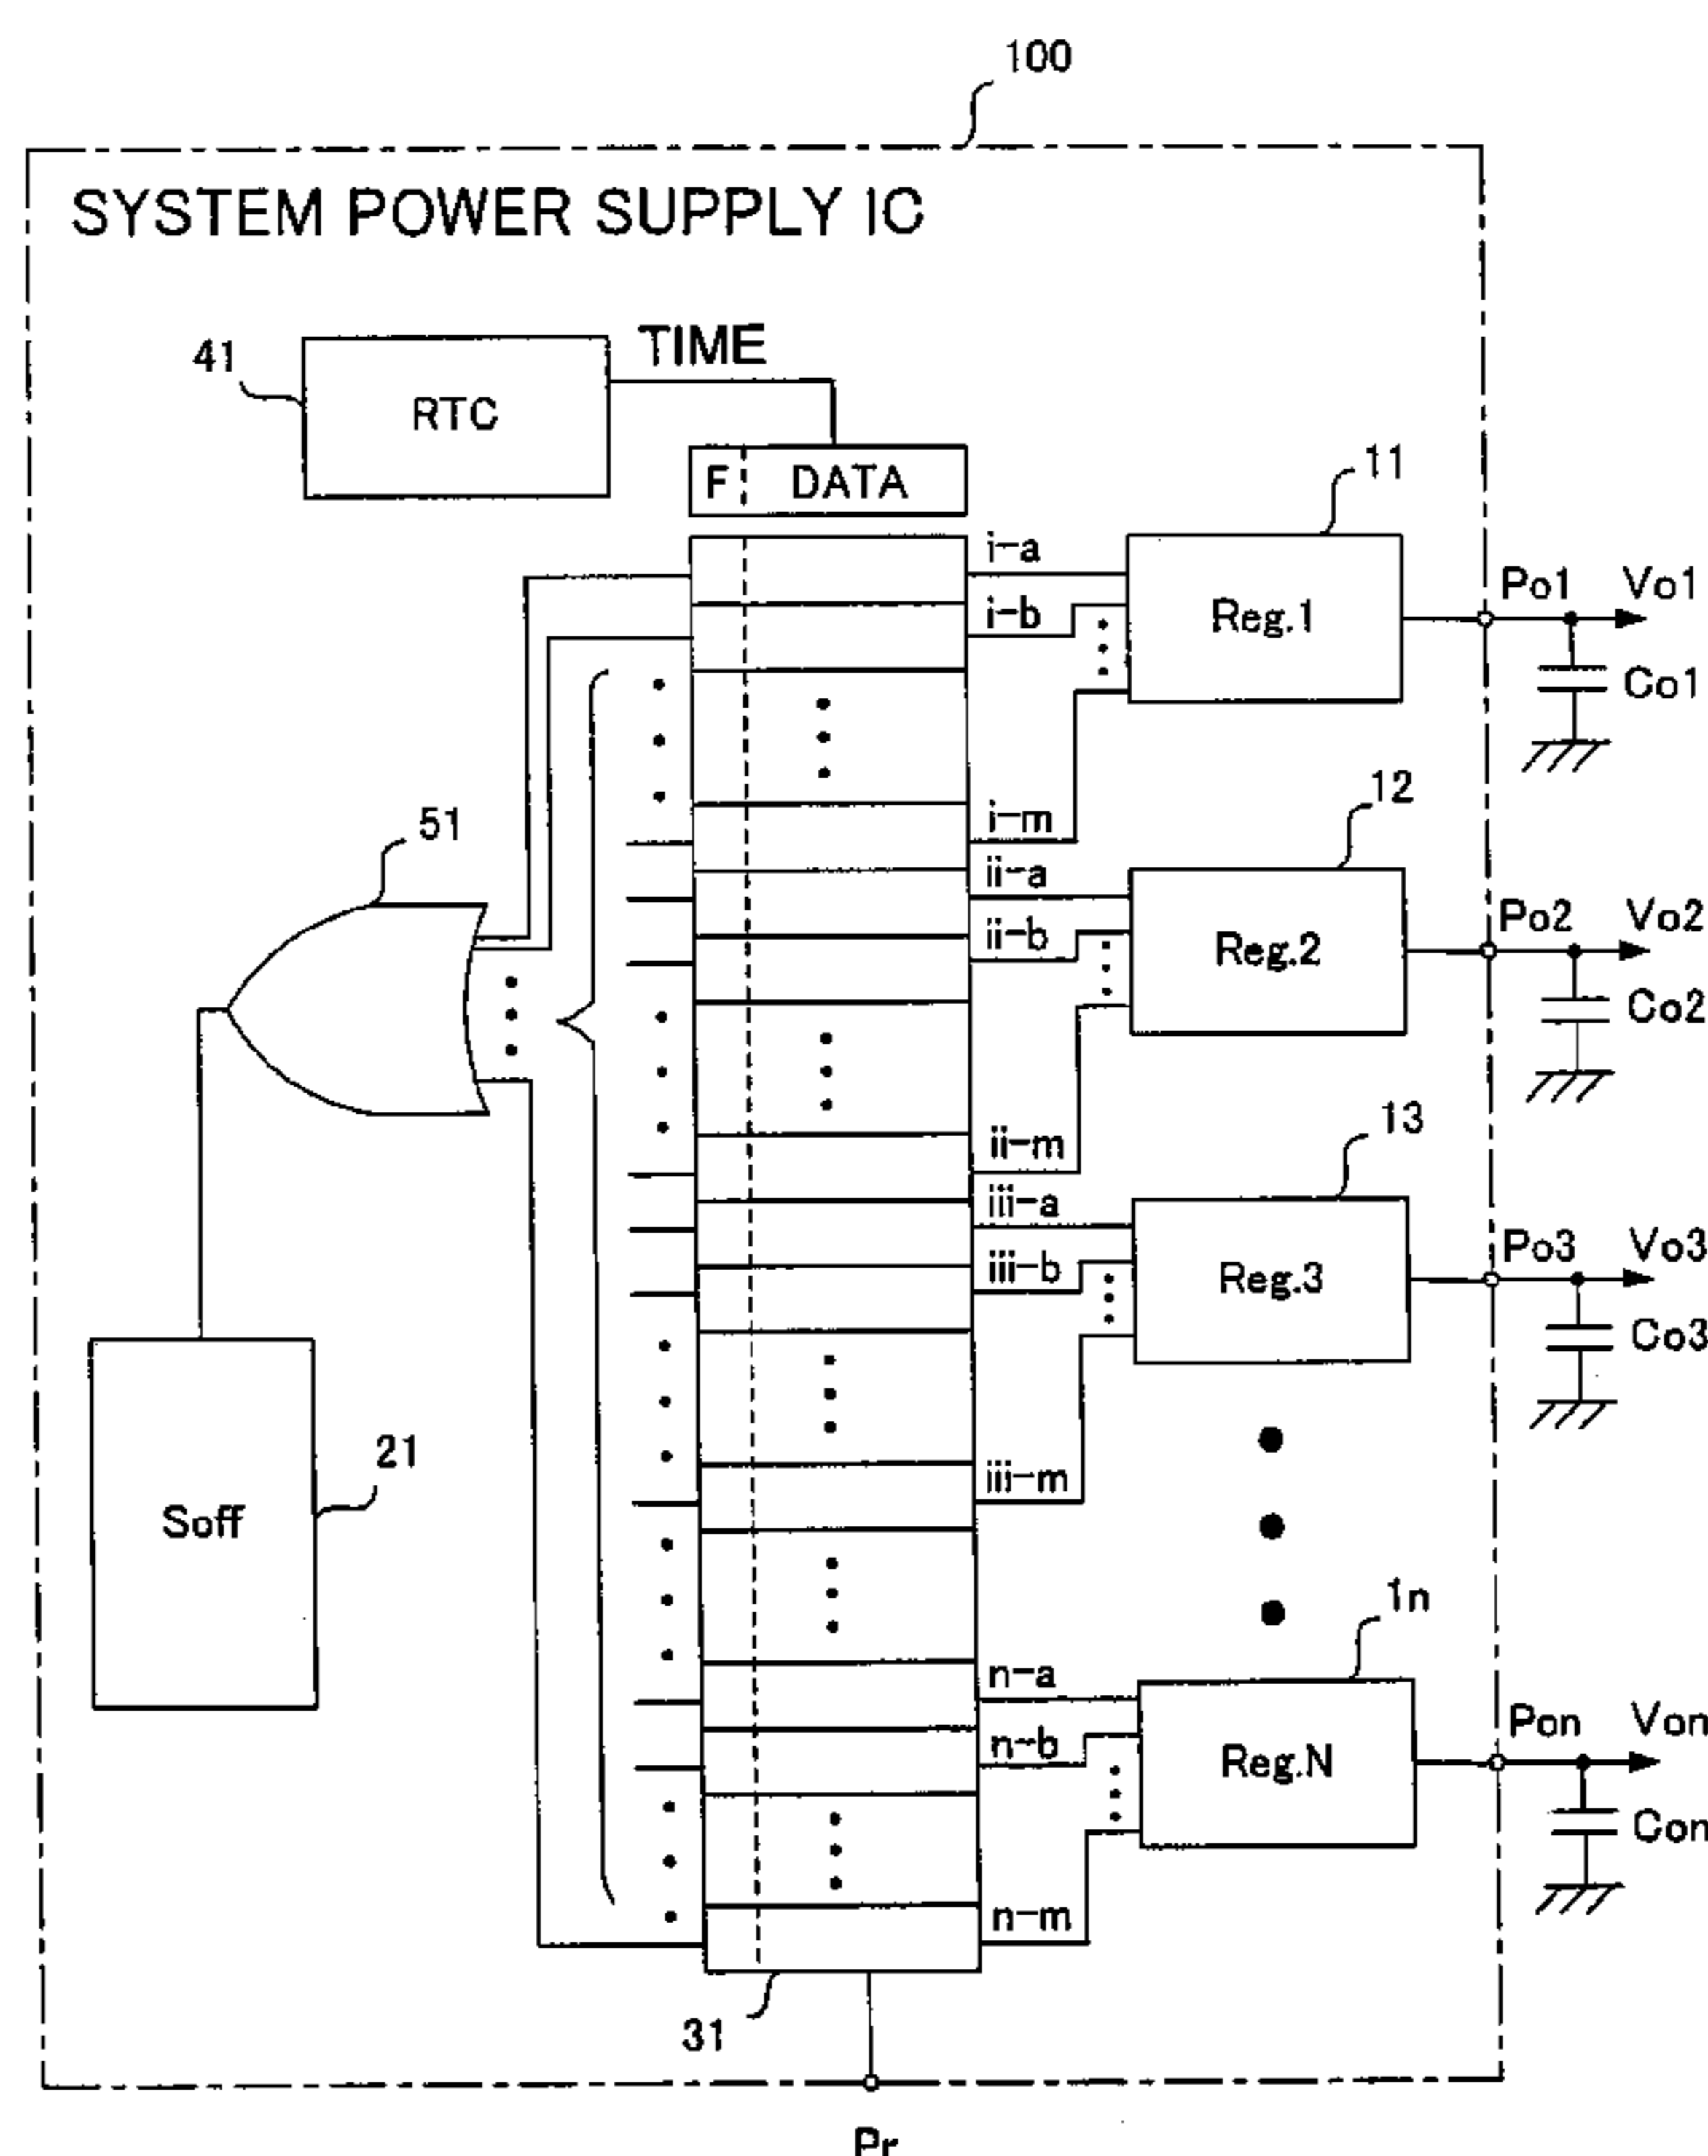 100
SYSTEM POWER SUPPLY IC
41
RTC
TIME
F DATA
11
i-a
i-b
i-m
Reg.1
Po1
Vo1
Co1
51
12
ii-a
ii-b
ii-m
Reg.2
Po2
Vo2
Co2
13
iii-a
iii-b
iii-m
Reg.3
Po3
Vo3
Co3
21
Soff
1n
n-a
n-b
n-m
Reg.N
Pon
Von
Con
31
Pr